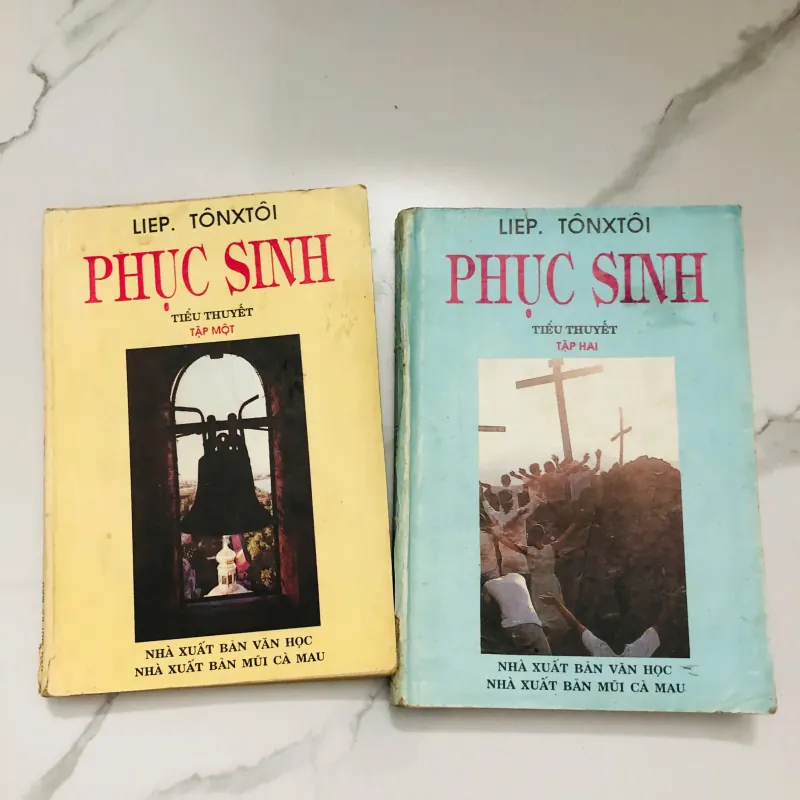 LIEP. TÔNXTÔI
PHỤC SINH
TIỂU THUYẾT
TẬP MỘT
NHÀ XUẤT BẢN VĂN HỌC
NHÀ XUẤT BẢN MŨI CÀ MAU
LIEP. TÔNXTÔI
PHỤC SINH
TIỂU THUYẾT
TẬP HAI
NHÀ XUẤT BẢN VĂN HỌC
NHÀ XUẤT BẢN MŨI CÀ MAU